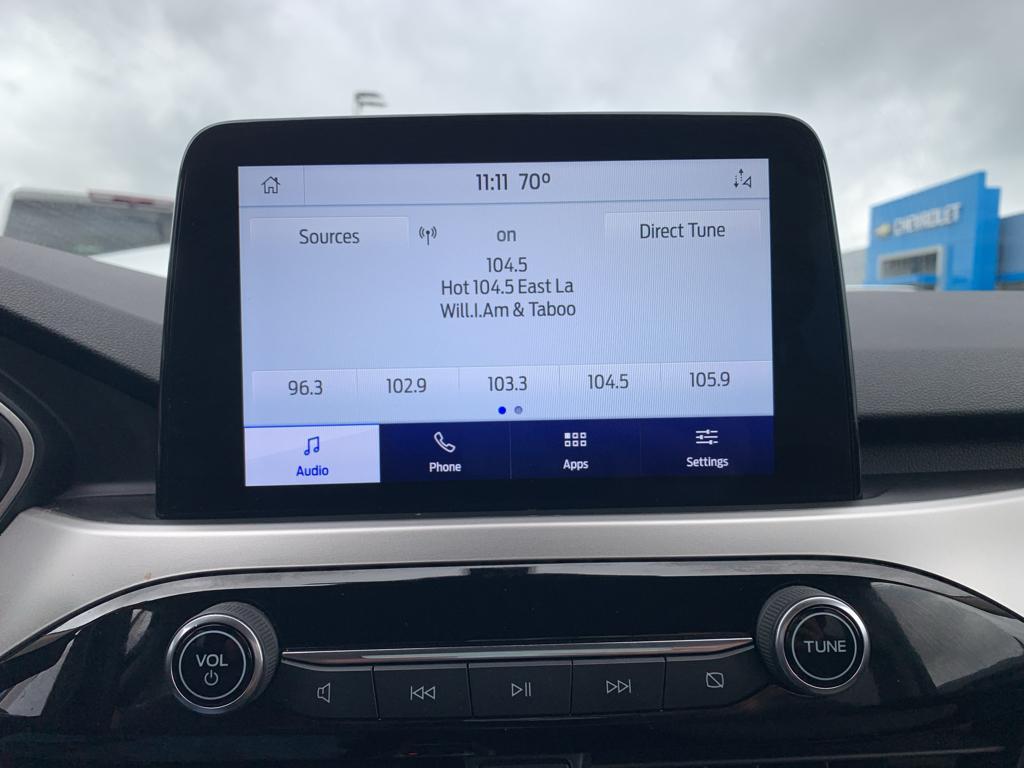 11:11 70º
Sources
on
Direct Tune
104.5
Hot 104.5 East La
Will.I.Am & Taboo
96.3
102.9
103.3
104.5
105.9
Audio
Phone
Apps
Settings
CHEVROLET
VOL
TUNE